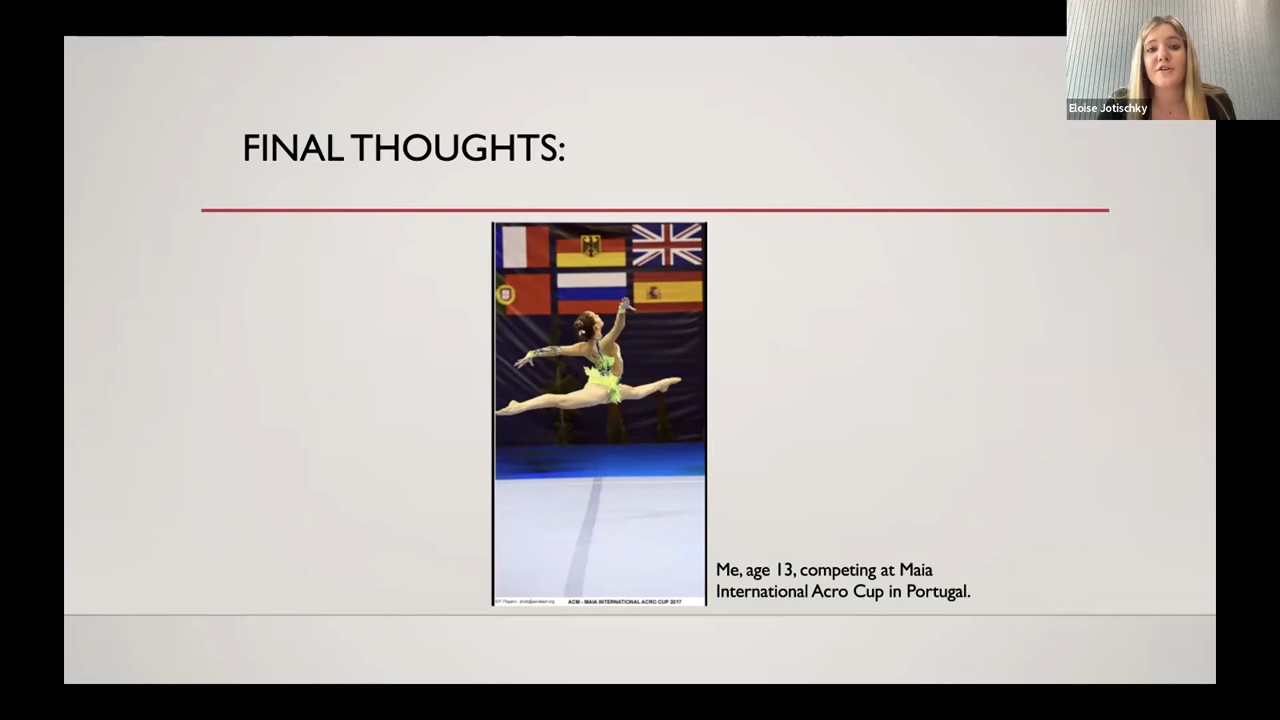 Eloise Jotischky
FINAL THOUGHTS:
ACM - MAIA INTERNATIONAL ACRO CUP 2017
Me, age 13, competing at Maia
International Acro Cup in Portugal.